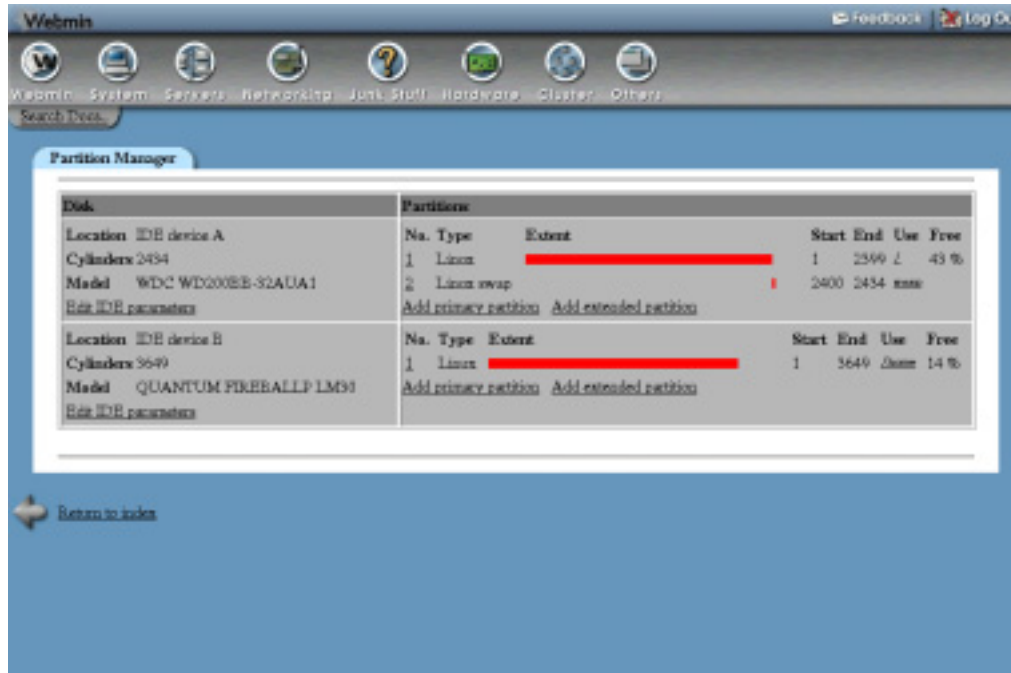 Webmin
Feedback Log Ou
Webmin System Servers Networking Junk Stuff Hardware Cluster Others
Search Docs..
Partition Manager
Disk Partitions
Location IDE device A
Cylinders 2434
Model WDC WD200EB-32AUA1
Edit IDE parameters
No. Type Extent Start End Use Free
1 Linux 1 2399 / 43 %
2 Linux swap 2400 2434
Add primary partition Add extended partition
Location IDE device B
Cylinders 3649
Model QUANTUM FIREBALLP LM30
Edit IDE parameters
No. Type Extent Start End Use Free
1 Linux 1 3649 /home 14 %
Add primary partition Add extended partition
Return to index